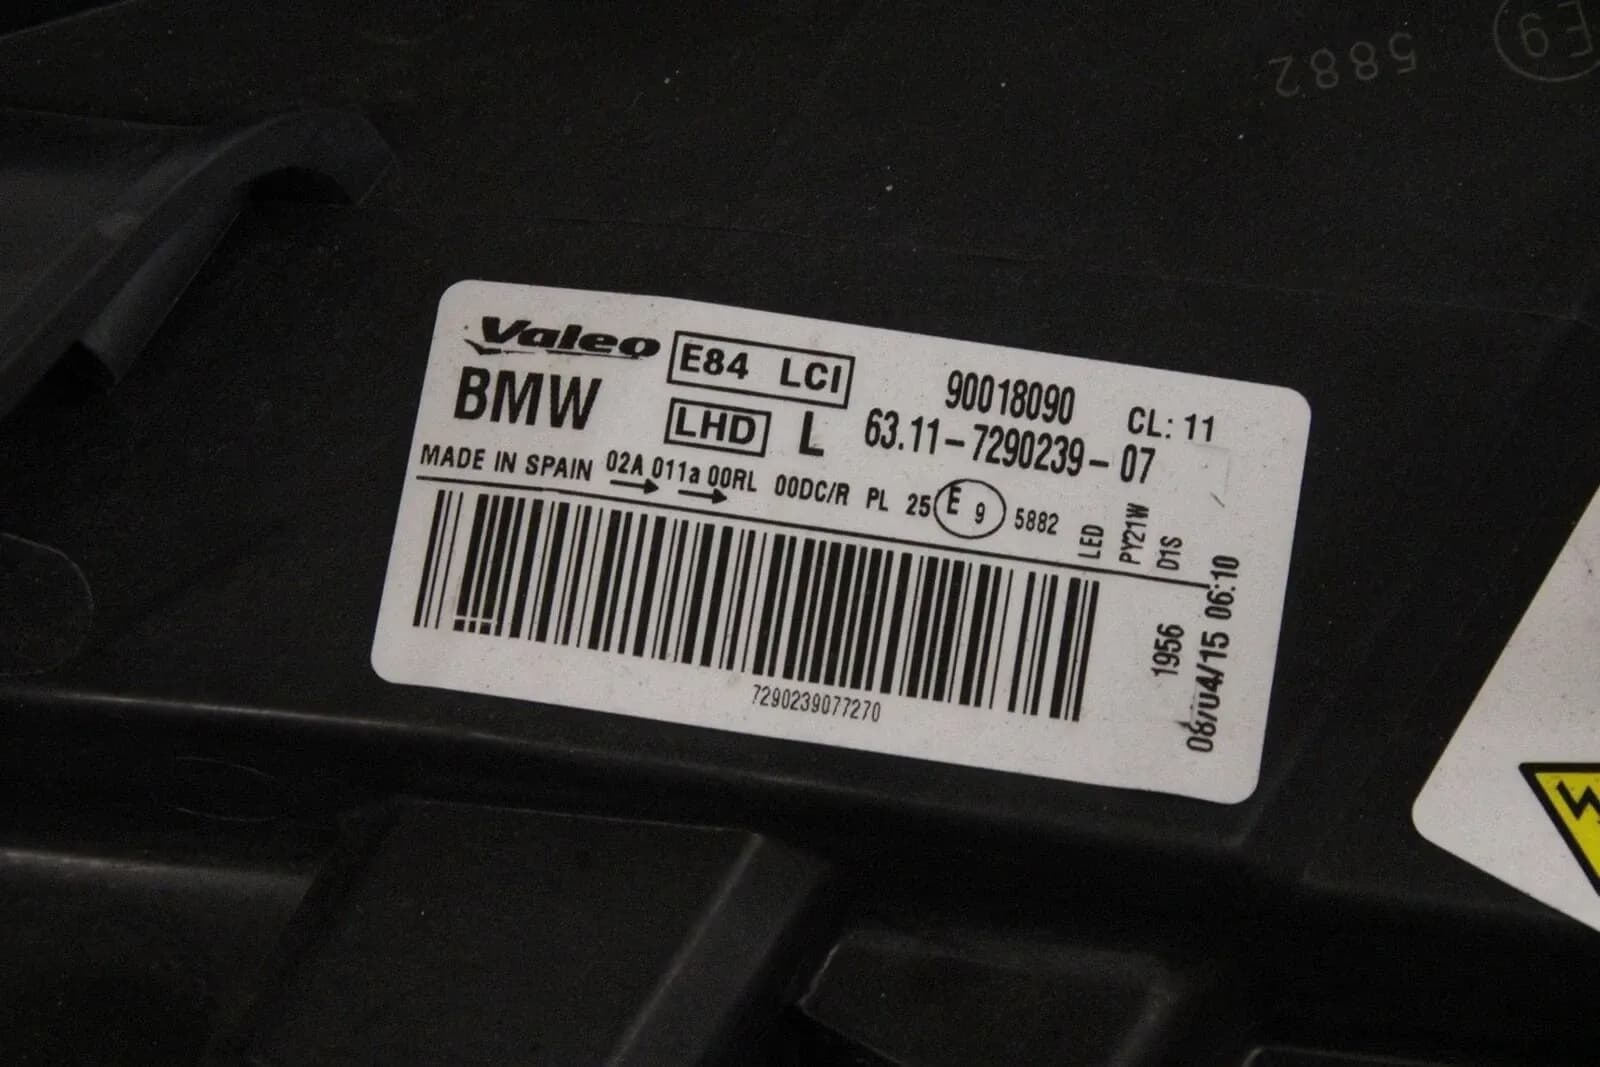 E9
5882
Valeo E84 LCI 90018090 CL: 11
BMW LHD L 63.11-7290239-07
MADE IN SPAIN 02A 011a 00RL 00DC/R PL 25 E 9 5882
LED
PY21W
D1S
7290239077270
1956
08/04/15 06:10